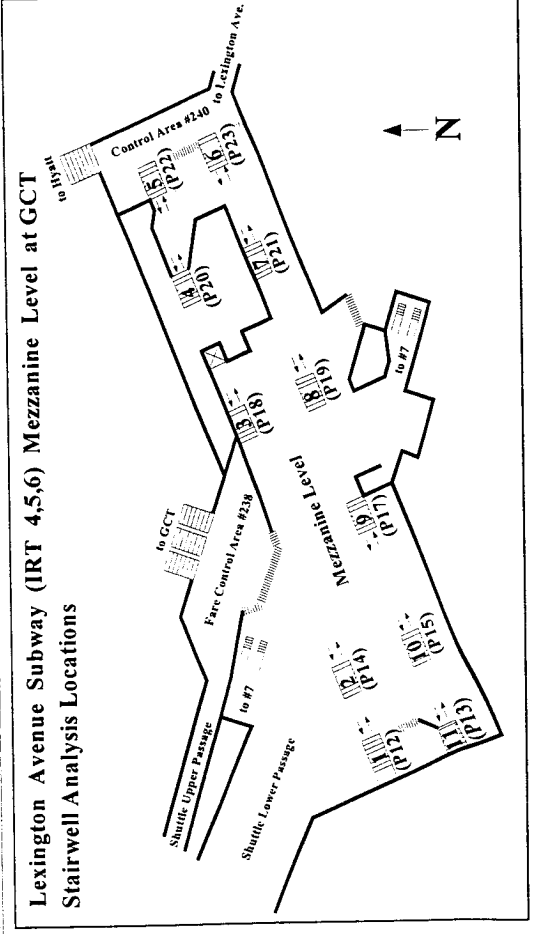 Lexington Avenue Subway (IRT 4,5,6) Mezzanine Level at GCT
Stairwell Analysis Locations
to Hyatt
Control Area #240
to Lexington Ave.
5
(P22)
6
(P23)
4
(P20)
7
(P21)
3
(P18)
8
(P19)
to #7
to GCT
Fare Control Area #238
Mezzanine Level
9
(P17)
to #7
Shuttle Upper Passage
Shuttle Lower Passage
2
(P14)
10
(P15)
1
(P12)
11
(P13)
N